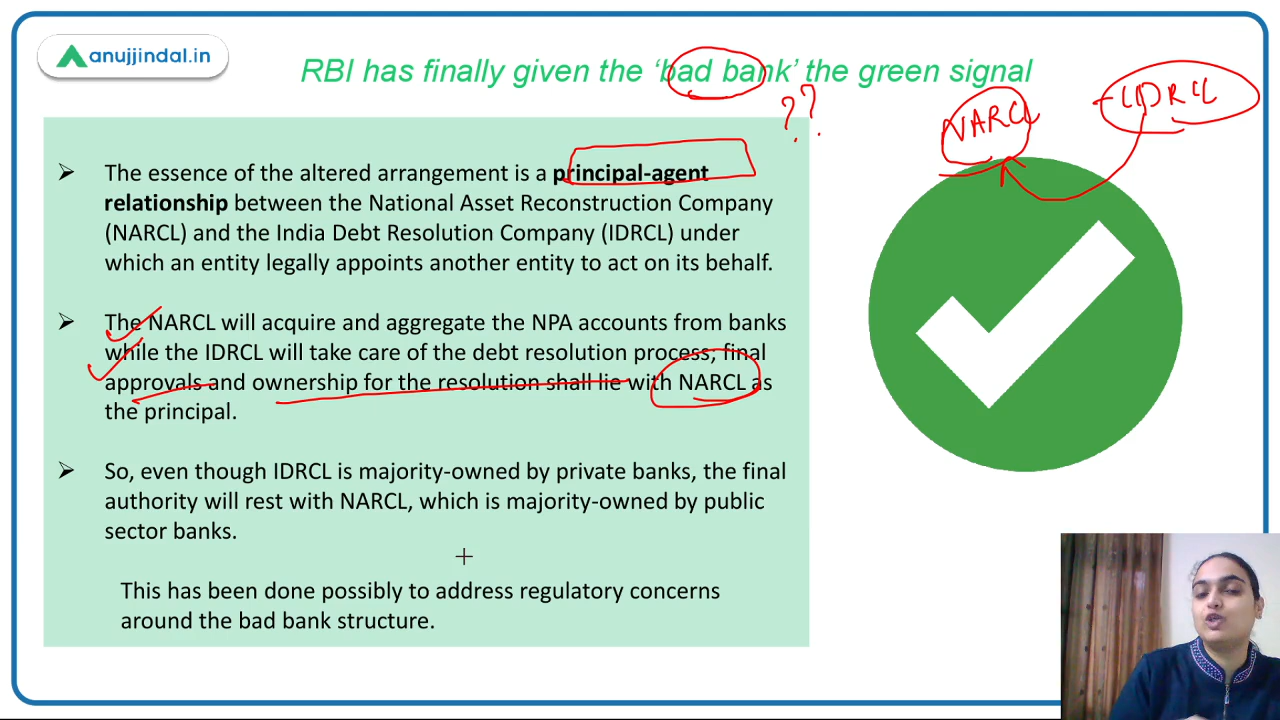 anujjindal.in
RBI has finally given the ‘bad bank’ the green signal
??
NARCL
IDRCL
➢ The essence of the altered arrangement is a principal-agent
relationship between the National Asset Reconstruction Company
(NARCL) and the India Debt Resolution Company (IDRCL) under
which an entity legally appoints another entity to act on its behalf.
➢ The NARCL will acquire and aggregate the NPA accounts from banks
while the IDRCL will take care of the debt resolution process; final
approvals and ownership for the resolution shall lie with NARCL as
the principal.
➢ So, even though IDRCL is majority-owned by private banks, the final
authority will rest with NARCL, which is majority-owned by public
sector banks.
This has been done possibly to address regulatory concerns
around the bad bank structure.